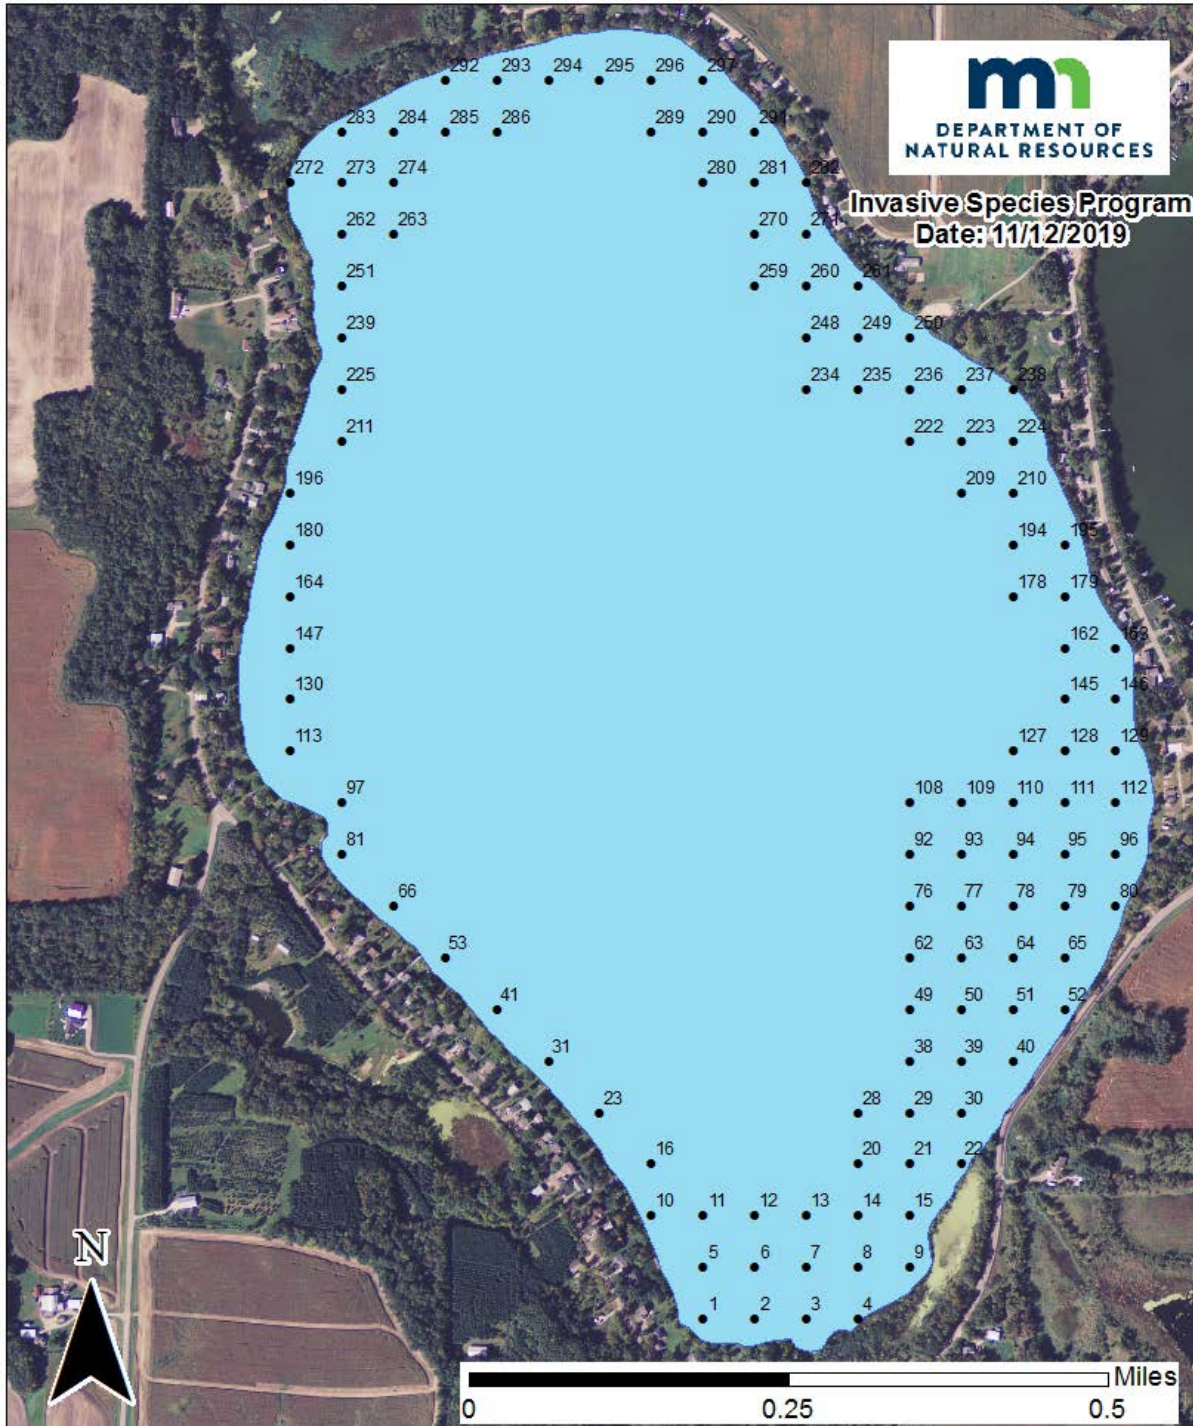 292 293 294 295 296 297
283 284 285 286 289 290 291
DEPARTMENT OF
NATURAL RESOURCES
272 273 274 280 281 282
Invasive Species Program
Date: 11/12/2019
262 263 270 271
251 259 260 261
239 248 249 250
225 234 235 236 237 238
211 222 223 224
196 209 210
180 194 195
164 178 179
147 162 163
130 145 146
113 127 128 129
97 108 109 110 111 112
81 92 93 94 95 96
66 76 77 78 79 80
53 62 63 64 65
41 49 50 51 52
31 38 39 40
23 28 29 30
16 20 21 22
10 11 12 13 14 15
N
5 6 7 8 9
1 2 3 4
Miles
0 0.25 0.5